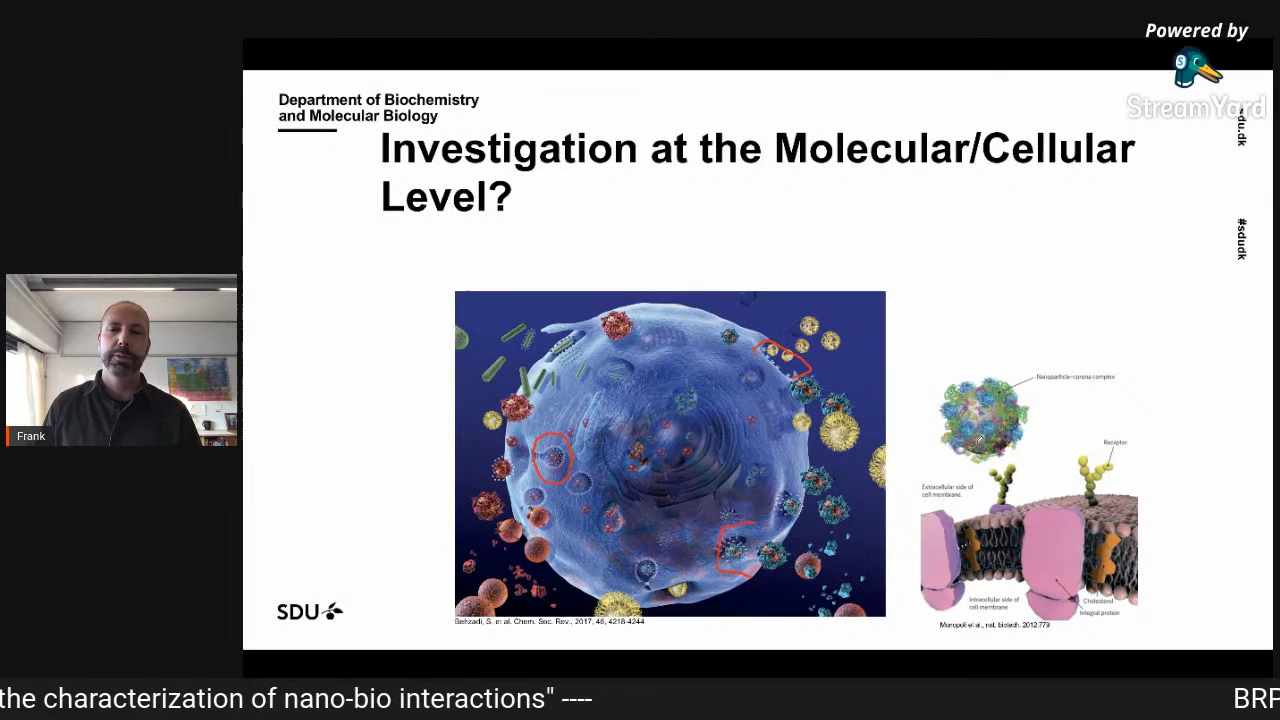 Powered by
StreamYard
Department of Biochemistry
and Molecular Biology
Investigation at the Molecular/Cellular
Level?
sdu.dk
#sdudk
Frank
Nanoparticle-corona complex
Receptor
Extracellular side of
cell membrane
Intracellular side of
cell membrane
Cholesterol
Integral protein
SDU
Behzadi, S. et al. Chem. Soc. Rev., 2017, 46, 4218-4244
Monopoli et al., nat. biotech. 2012.779
the characterization of nano-bio interactions" ----
BRP